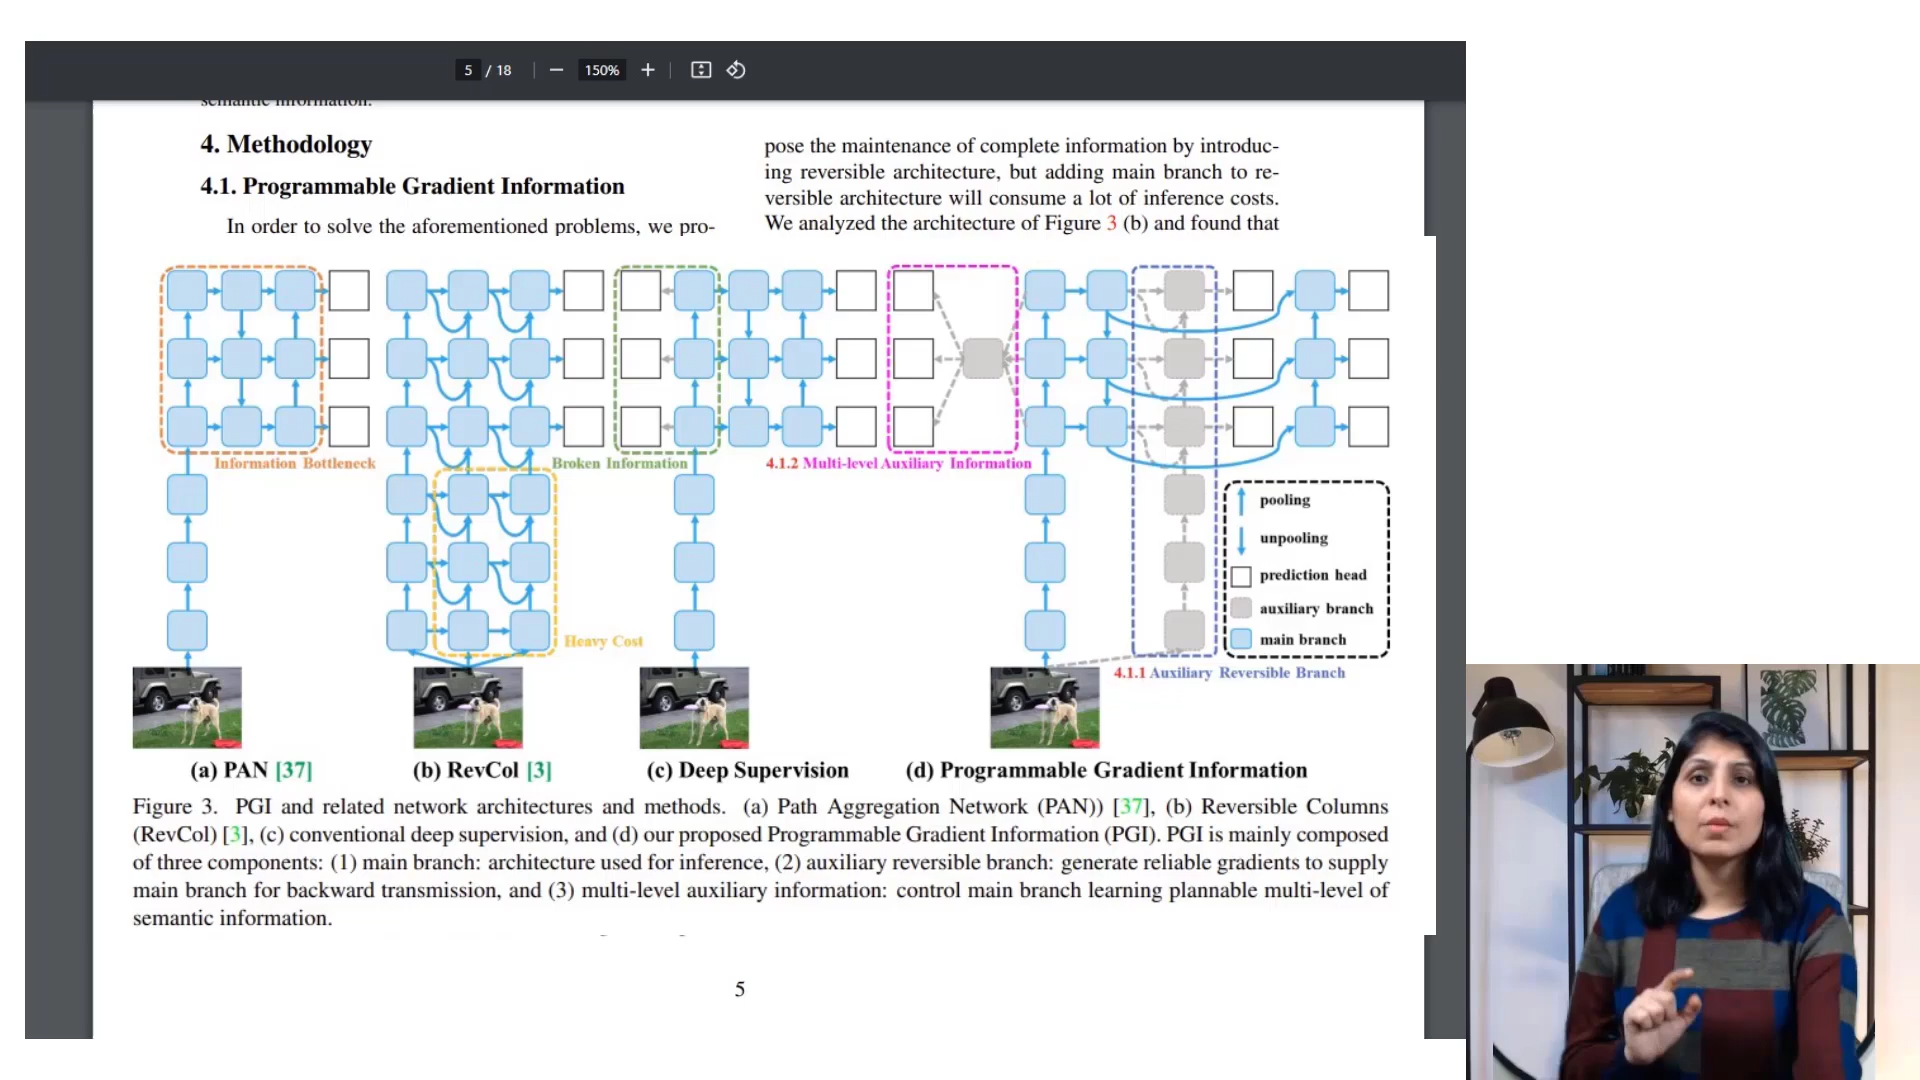 5 / 18
150%
semantic information.
4. Methodology
4.1. Programmable Gradient Information
In order to solve the aforementioned problems, we pro-
pose the maintenance of complete information by introduc-
ing reversible architecture, but adding main branch to re-
versible architecture will consume a lot of inference costs.
We analyzed the architecture of Figure 3 (b) and found that
Information Bottleneck
Broken Information
4.1.2 Multi-level Auxiliary Information
Heavy Cost
pooling
unpooling
prediction head
auxiliary branch
main branch
4.1.1 Auxiliary Reversible Branch
(a) PAN [37]
(b) RevCol [3]
(c) Deep Supervision
(d) Programmable Gradient Information
Figure 3. PGI and related network architectures and methods. (a) Path Aggregation Network (PAN)) [37], (b) Reversible Columns
(RevCol) [3], (c) conventional deep supervision, and (d) our proposed Programmable Gradient Information (PGI). PGI is mainly composed
of three components: (1) main branch: architecture used for inference, (2) auxiliary reversible branch: generate reliable gradients to supply
main branch for backward transmission, and (3) multi-level auxiliary information: control main branch learning plannable multi-level of
semantic information.
5